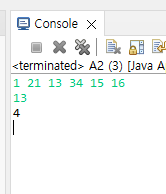 Console
<terminated> A2 (3) [Java A
1 21 13 34 15 16
13
4